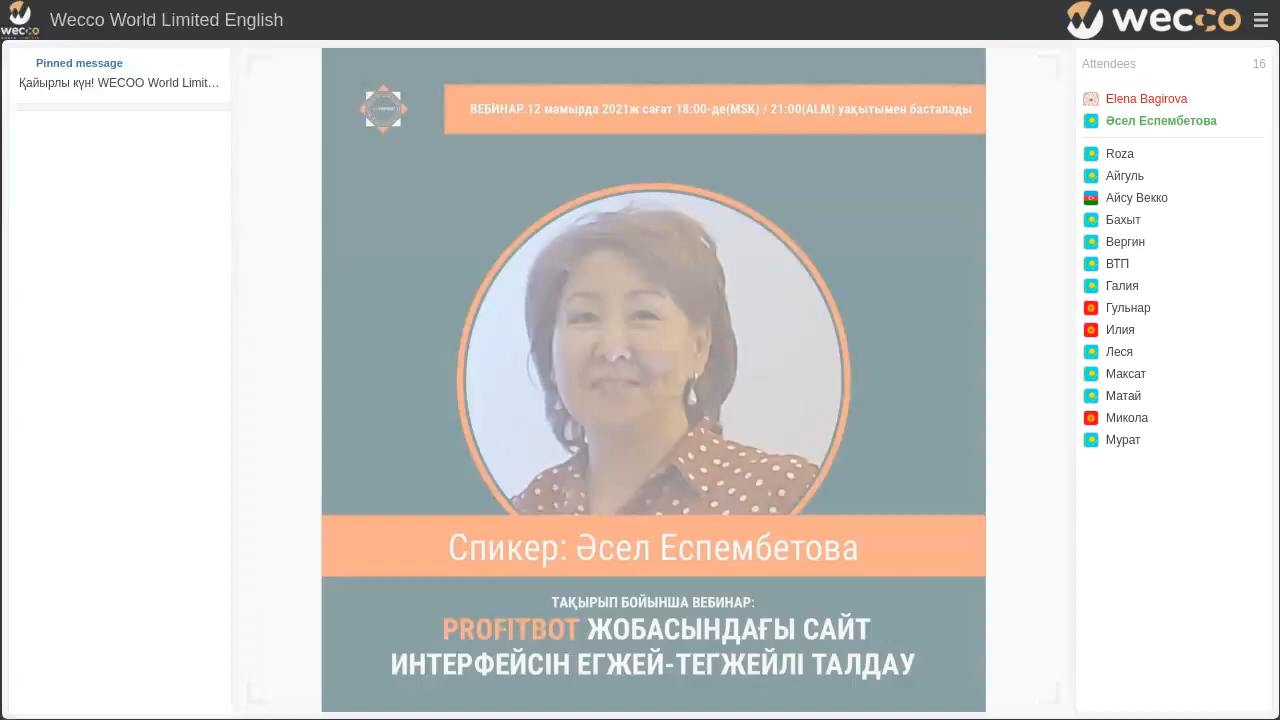 Wecco World Limited English
wecco
Pinned message
Қайырлы күн! WECOO World Limit…
ВЕБИНАР 12 мамырда 2021ж сағат 18:00-де(MSK) / 21:00(ALM) уақытымен басталады
Спикер: Әсел Еспембетова
ТАҚЫРЫП БОЙЫНША ВЕБИНАР:
PROFITBOT ЖОБАСЫНДАҒЫ САЙТ
ИНТЕРФЕЙСІН ЕГЖЕЙ-ТЕГЖЕЙЛІ ТАЛДАУ
Attendees 16
Elena Bagirova
Әсел Еспембетова
Roza
Айгуль
Айсу Векко
Бахыт
Вергин
ВТП
Галия
Гульнар
Илия
Леся
Максат
Матай
Микола
Мурат